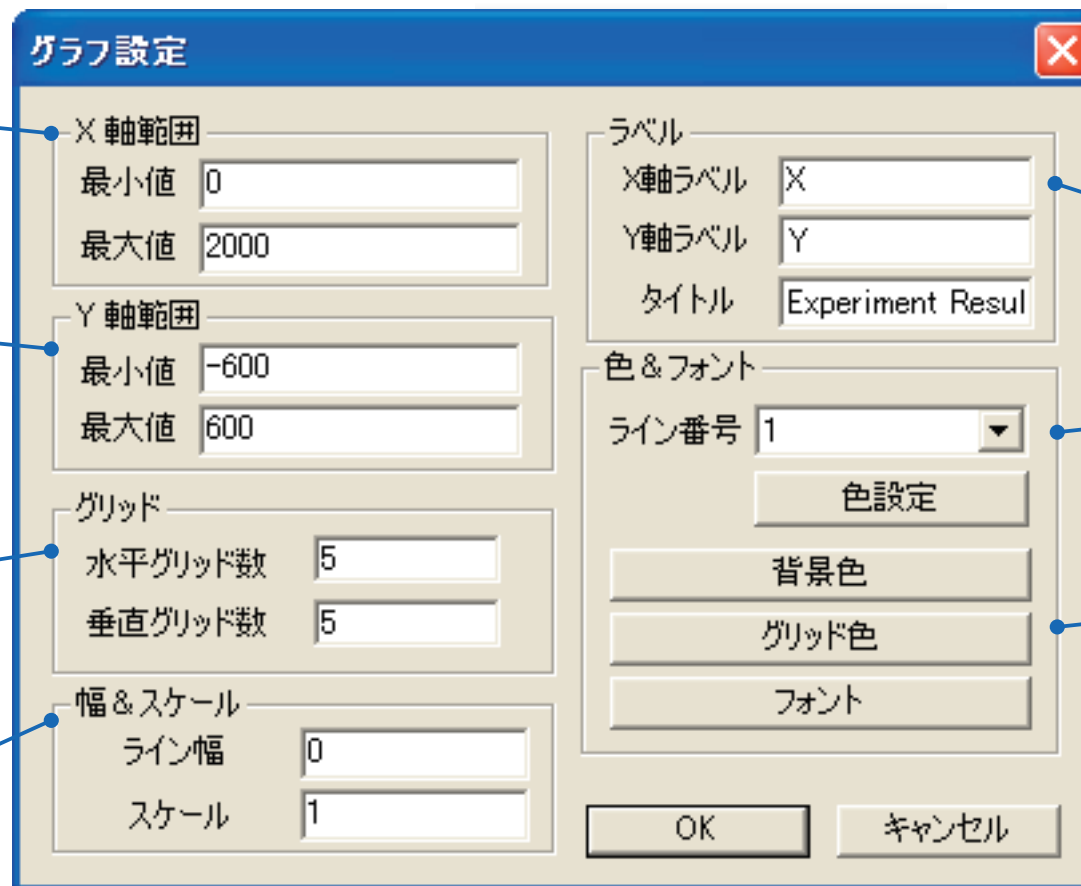 グラフ設定
X 軸範囲
最小値 0
最大値 2000
Y 軸範囲
最小値 -600
最大値 600
グリッド
水平グリッド数 5
垂直グリッド数 5
幅＆スケール
ライン幅 0
スケール 1
ラベル
X軸ラベル X
Y軸ラベル Y
タイトル Experiment Resul
色＆フォント
ライン番号 1
色設定
背景色
グリッド色
フォント
OK キャンセル